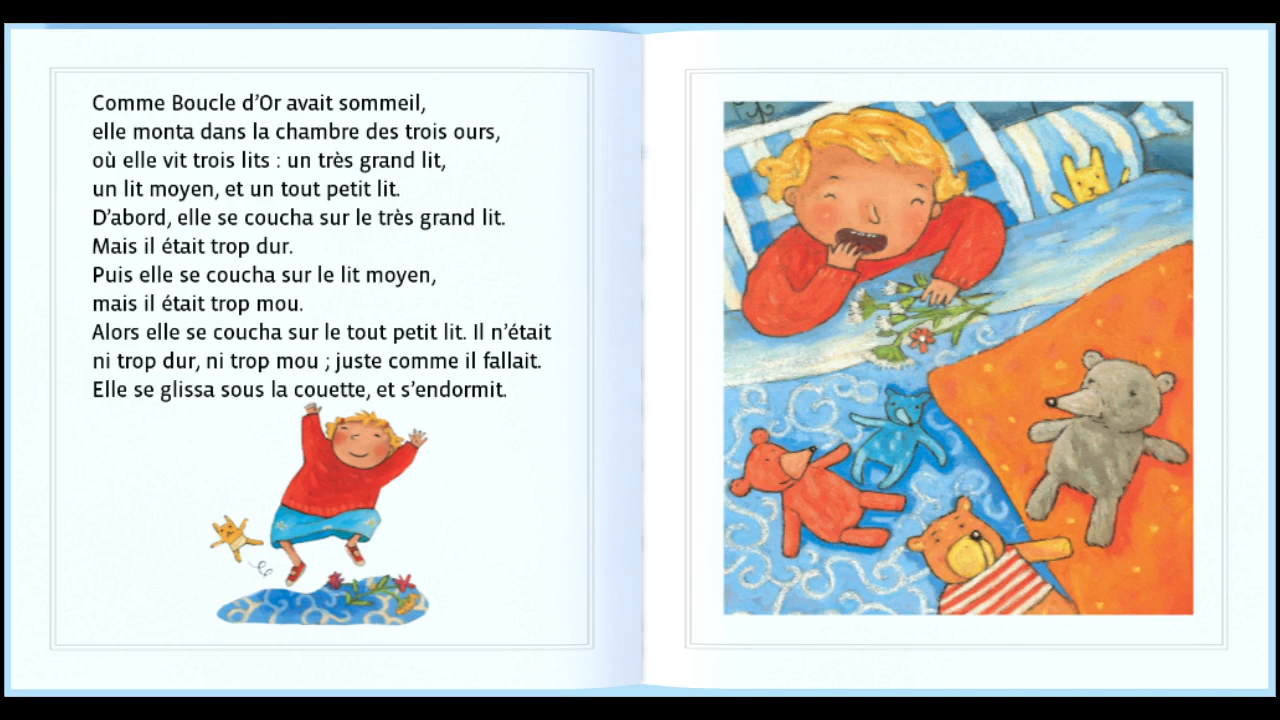 Comme Boucle d’Or avait sommeil,
elle monta dans la chambre des trois ours,
où elle vit trois lits : un très grand lit,
un lit moyen, et un tout petit lit.
D’abord, elle se coucha sur le très grand lit.
Mais il était trop dur.
Puis elle se coucha sur le lit moyen,
mais il était trop mou.
Alors elle se coucha sur le tout petit lit. Il n’était
ni trop dur, ni trop mou ; juste comme il fallait.
Elle se glissa sous la couette, et s’endormit.